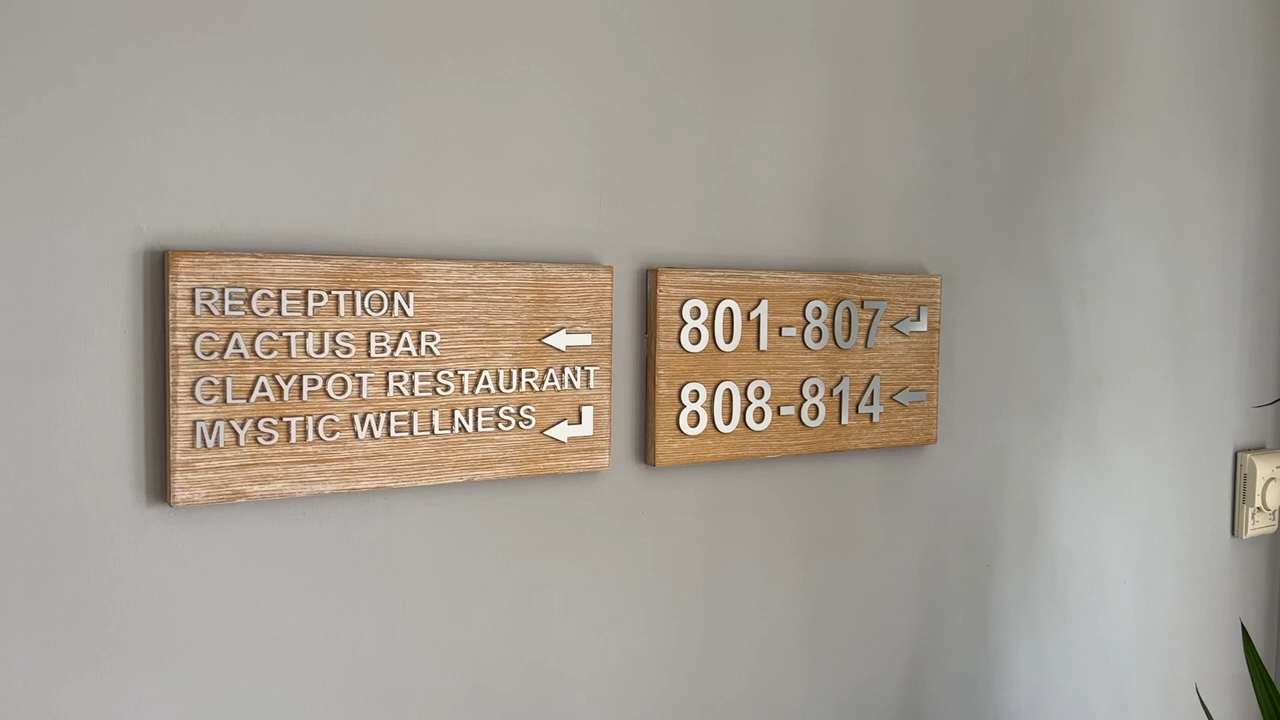 RECEPTION
CACTUS BAR
CLAYPOT RESTAURANT
MYSTIC WELLNESS
801-807
808-814